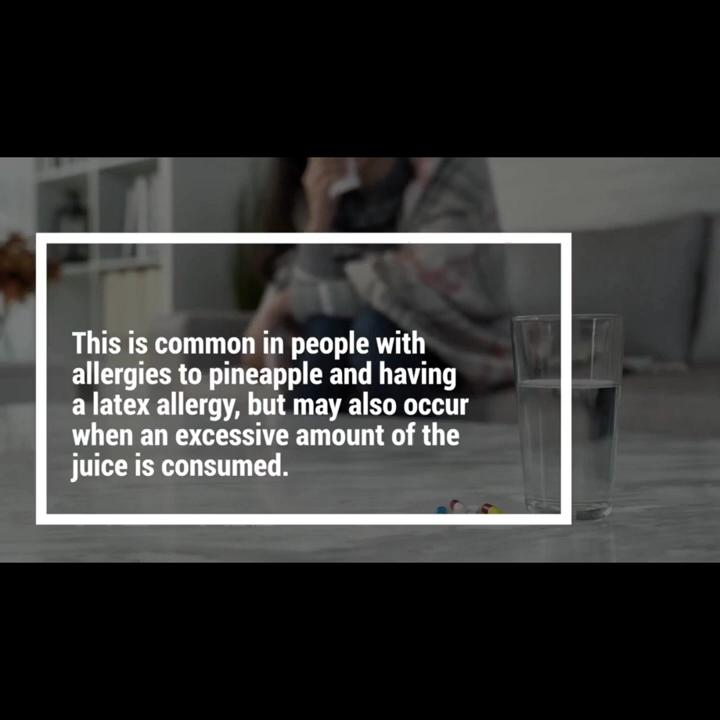 This is common in people with
allergies to pineapple and having
a latex allergy, but may also occur
when an excessive amount of the
juice is consumed.